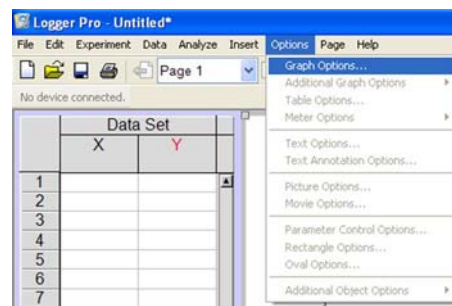 Logger Pro - Untitled*
File Edit Experiment Data Analyze Insert Options Page Help
Page 1
No device connected.
Data Set
X Y
1
2
3
4
5
6
7
Graph Options...
Additional Graph Options
Table Options...
Meter Options
Text Options...
Text Annotation Options...
Picture Options...
Movie Options...
Parameter Control Options...
Rectangle Options...
Oval Options...
Additional Object Options